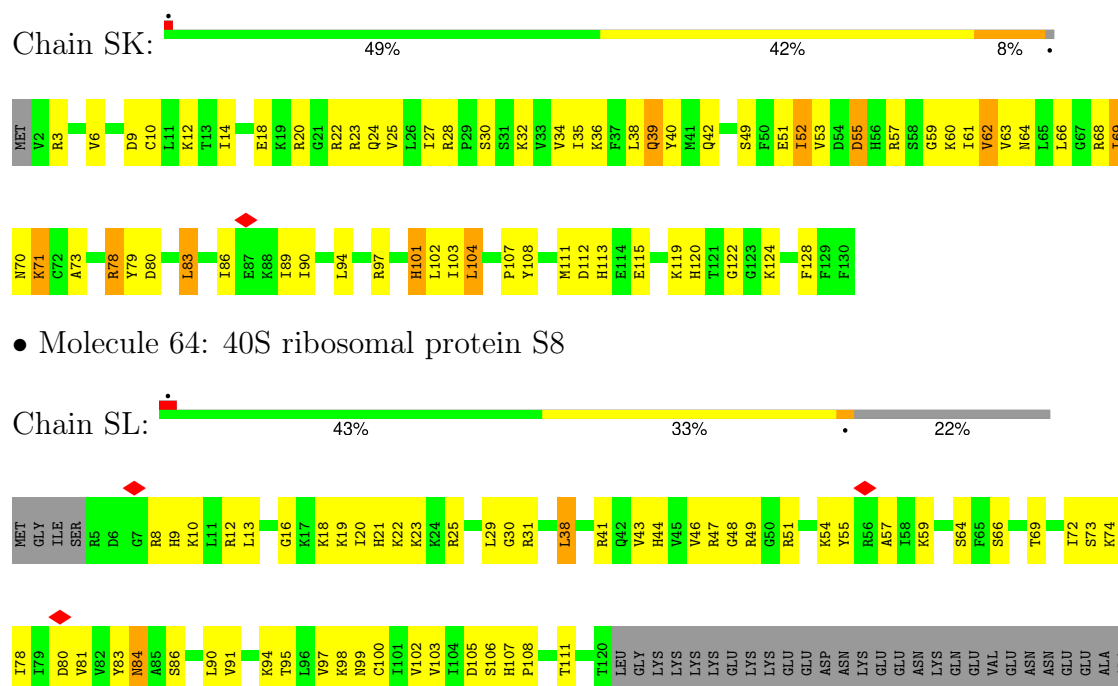 Chain SK:
49% 42% 8%
MET V2 R3 V6 D9 C10 L11 K12 T13 I14 E18 K19 R20 G21 R22 R23 Q24 V25 L26 I27 R28 P29 S30 S31 K32 V33 V34 I35 K36 F37 L38 Q39 Y40 M41 Q42 S49 F50 E51 I52 V53 D54 D55 H56 R57 S58 G59 K60 I61 V62 V63 N64 L65 L66 G67 R68 I69
N70 K71 C72 A73 R78 Y79 D80 L83 I86 E87 K88 I89 I90 L94 R97 H101 L102 I103 L104 P107 Y108 M111 D112 H113 E114 E115 K119 H120 T121 G122 G123 K124 F128 F129 F130
• Molecule 64: 40S ribosomal protein S8
Chain SL:
43% 33% 22%
MET GLY ILE SER R5 D6 G7 R8 H9 K10 L11 R12 L13 G16 K17 K18 K19 I20 H21 K22 K23 K24 R25 L29 G30 R31 L38 R41 Q42 V43 H44 V45 V46 R47 G48 R49 G50 R51 K54 Y55 R56 A57 I58 K59 S64 F65 S66 T69 I72 S73 K74
I78 I79 D80 V81 V82 Y83 N84 A85 S86 L90 V91 K94 T95 L96 V97 K98 N99 C100 I101 V102 V103 I104 D105 S106 H107 P108 T111 T120 LEU GLY LYS LYS LYS LYS GLU LYS LYS GLU GLU ASP ASN LYS GLU GLU ASN LYS GLN GLU GLU VAL GLU ASN ASN GLU GLU ALA